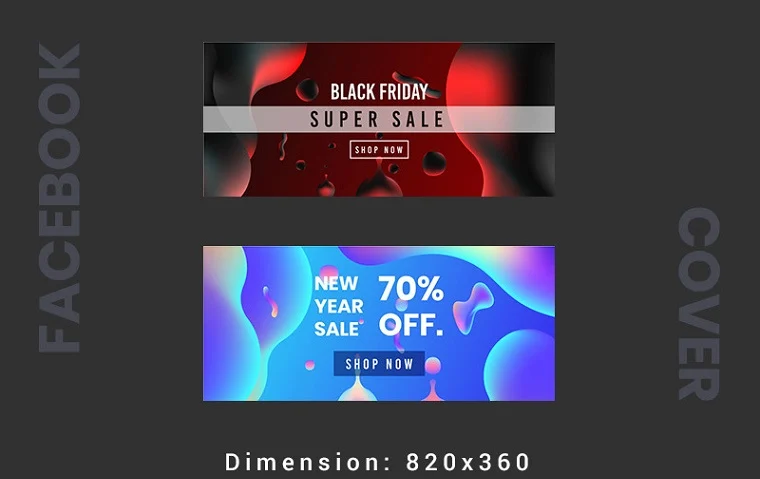 FACEBOOK
BLACK FRIDAY
SUPER SALE
SHOP NOW
NEW
YEAR
SALE
70%
OFF.
SHOP NOW
COVER
Dimension: 820x360